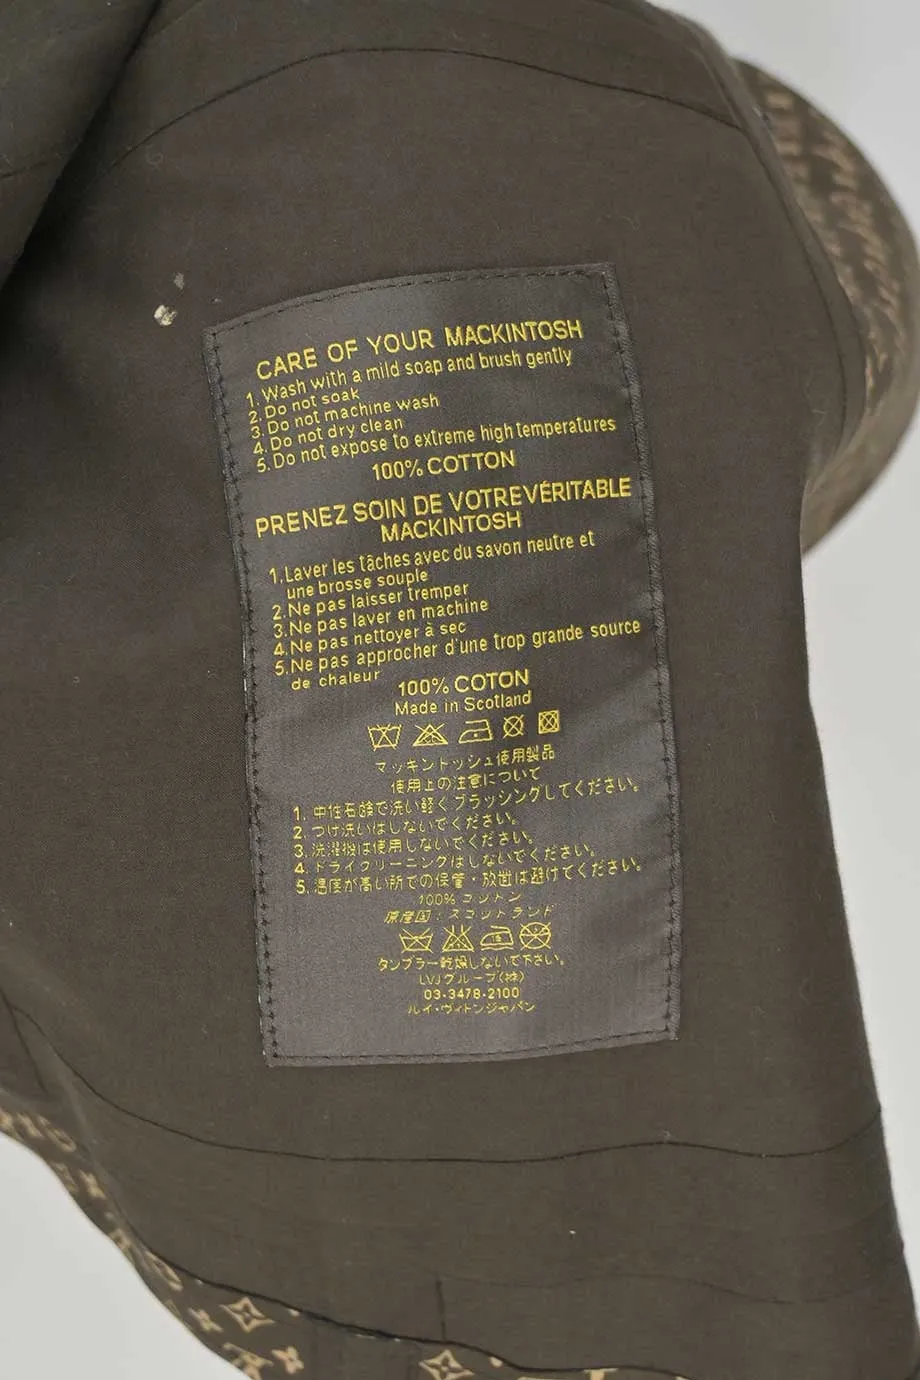 CARE OF YOUR MACKINTOSH
1. Wash with a mild soap and brush gently
2. Do not soak
3. Do not machine wash
4. Do not dry clean
5. Do not expose to extreme high temperatures
100% COTTON
PRENEZ SOIN DE VOTRE VÉRITABLE
MACKINTOSH
1. Laver les tâches avec du savon neutre et
une brosse souple
2. Ne pas laisser tremper
3. Ne pas laver en machine
4. Ne pas nettoyer à sec
5. Ne pas approcher d'une trop grande source
de chaleur
100% COTON
Made in Scotland
マッキントッシュ使用製品
使用上の注意について
1. 中性石鹸で洗い軽くブラッシングしてください。
2. つけ洗いはしないでください。
3. 洗濯機は使用しないでください。
4. ドライクリーニングはしないでください。
5. 温度が高い所での保管・放置は避けてください。
100% コットン
原産国：スコットランド
タンブラー乾燥しないで下さい。
LVJグループ(株)
03-3478-2100
ルイ・ヴィトンジャパン